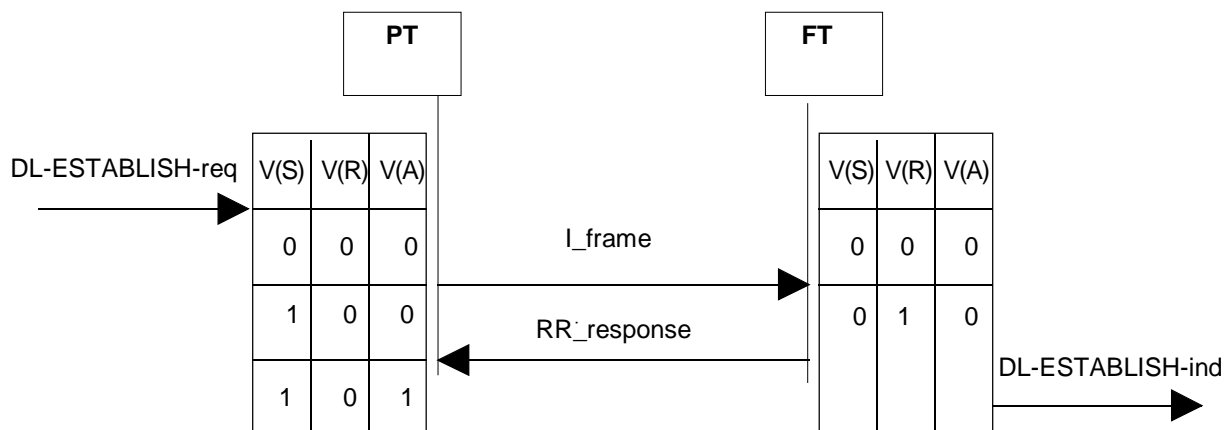 PT FT
DL-ESTABLISH-req V(S) V(R) V(A) V(S) V(R) V(A)
0 0 0 I_frame 0 0 0
1 0 0 RR_response 0 1 0
DL-ESTABLISH-ind
1 0 1